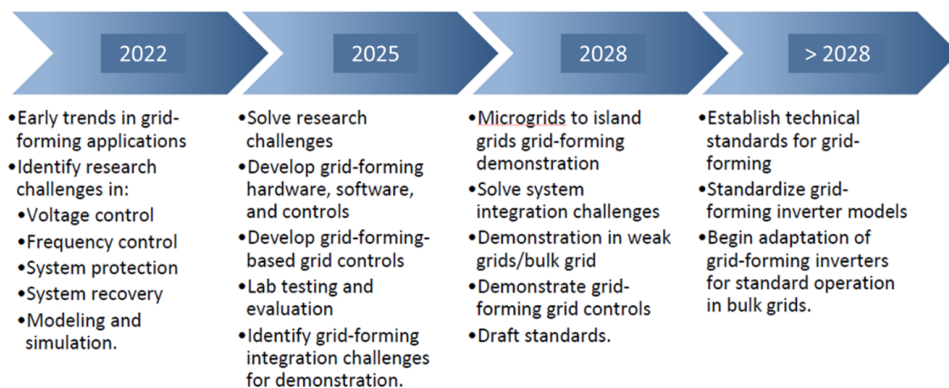 2022
2025
2028
> 2028
•Early trends in grid-
forming applications
•Identify research
challenges in:
•Voltage control
•Frequency control
•System protection
•System recovery
•Modeling and
simulation.
•Solve research
challenges
•Develop grid-forming
hardware, software,
and controls
•Develop grid-forming-
based grid controls
•Lab testing and
evaluation
•Identify grid-forming
integration challenges
for demonstration.
•Microgrids to island
grids grid-forming
demonstration
•Solve system
integration challenges
•Demonstration in weak
grids/bulk grid
•Demonstrate grid-
forming grid controls
•Draft standards.
•Establish technical
standards for grid-
forming
•Standardize grid-
forming inverter models
•Begin adaptation of
grid-forming inverters
for standard operation
in bulk grids.